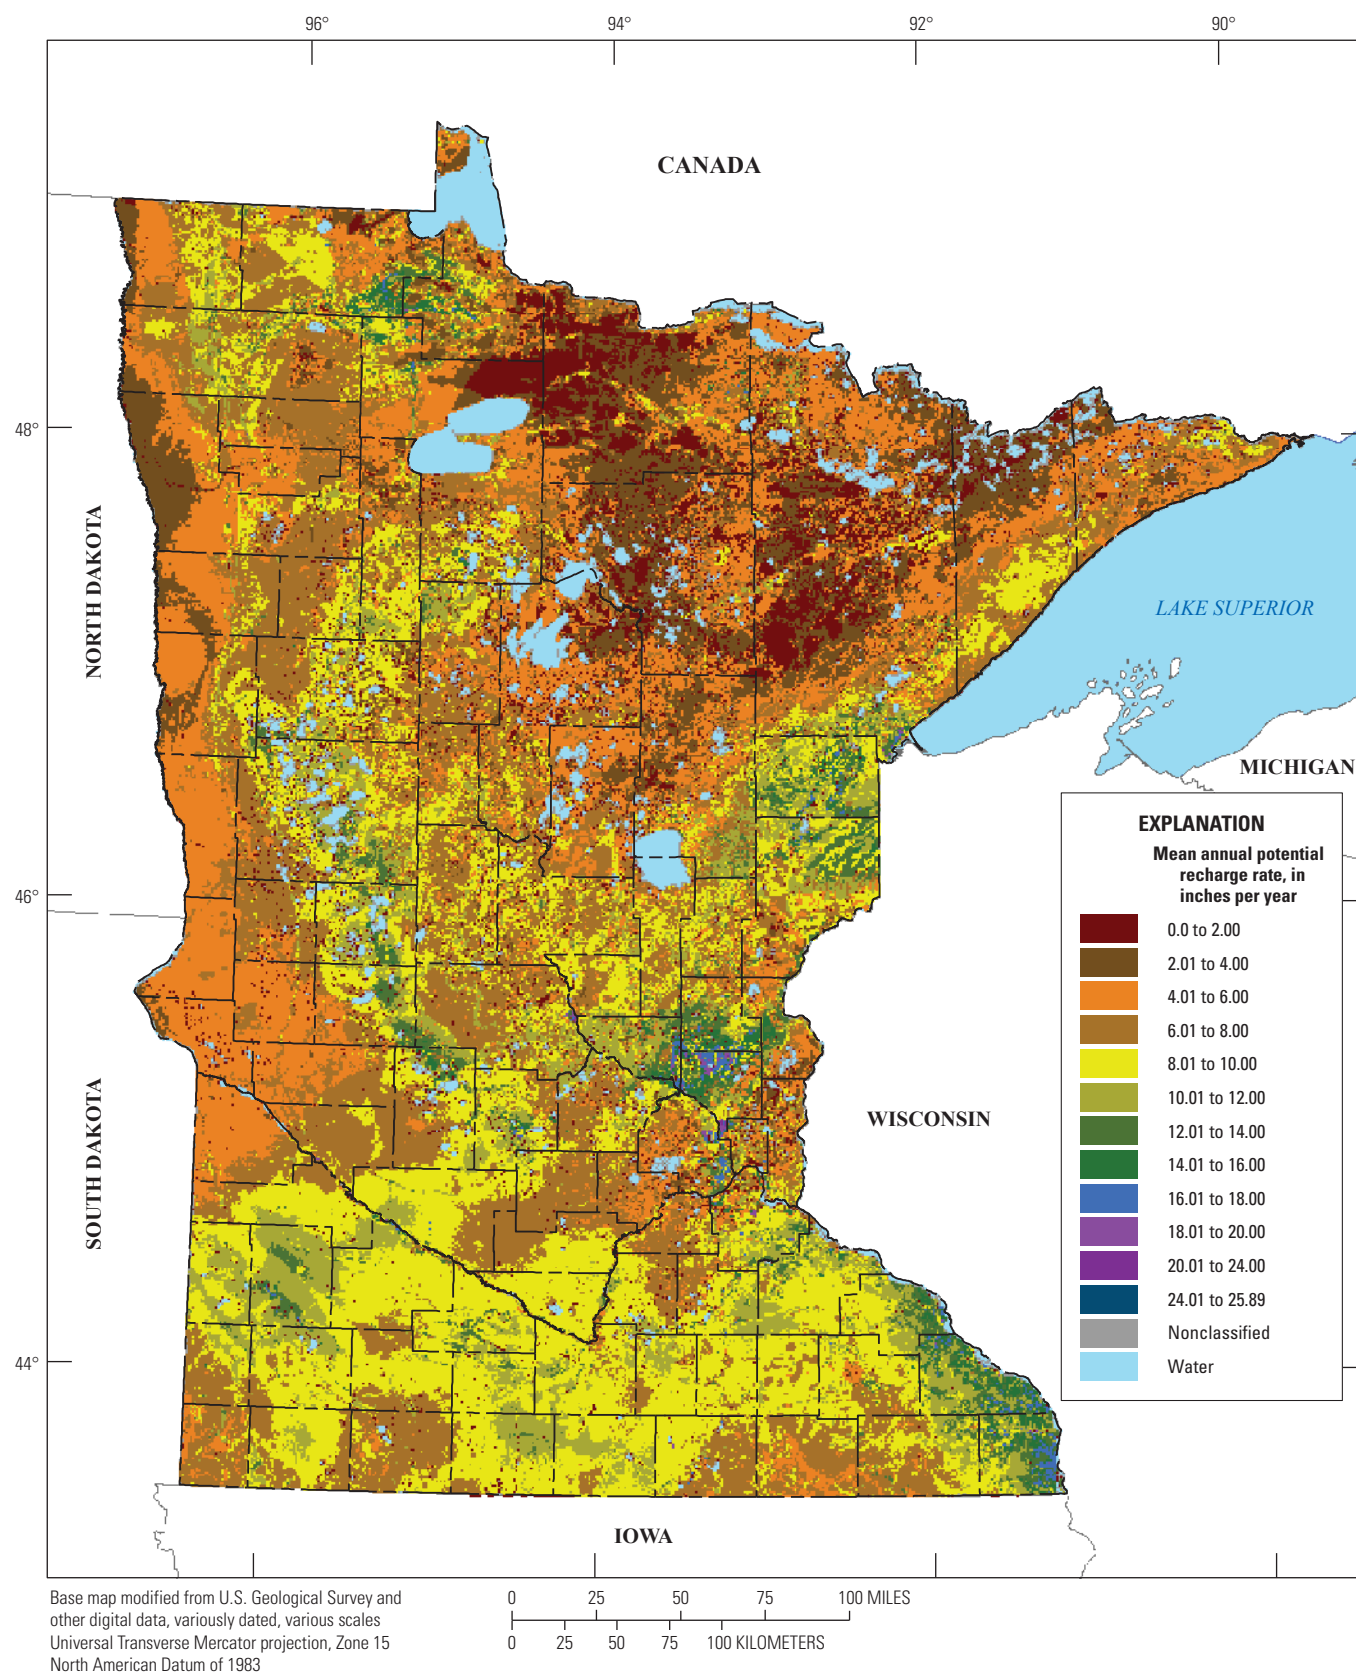 96°
94°
92°
90°
CANADA
48°
NORTH DAKOTA
LAKE SUPERIOR
MICHIGAN
EXPLANATION
Mean annual potential
recharge rate, in
inches per year
0.0 to 2.00
2.01 to 4.00
4.01 to 6.00
6.01 to 8.00
8.01 to 10.00
10.01 to 12.00
12.01 to 14.00
14.01 to 16.00
16.01 to 18.00
18.01 to 20.00
20.01 to 24.00
24.01 to 25.89
Nonclassified
Water
46°
SOUTH DAKOTA
WISCONSIN
44°
IOWA
Base map modified from U.S. Geological Survey and
other digital data, variously dated, various scales
Universal Transverse Mercator projection, Zone 15
North American Datum of 1983
0 25 50 75 100 MILES
0 25 50 75 100 KILOMETERS